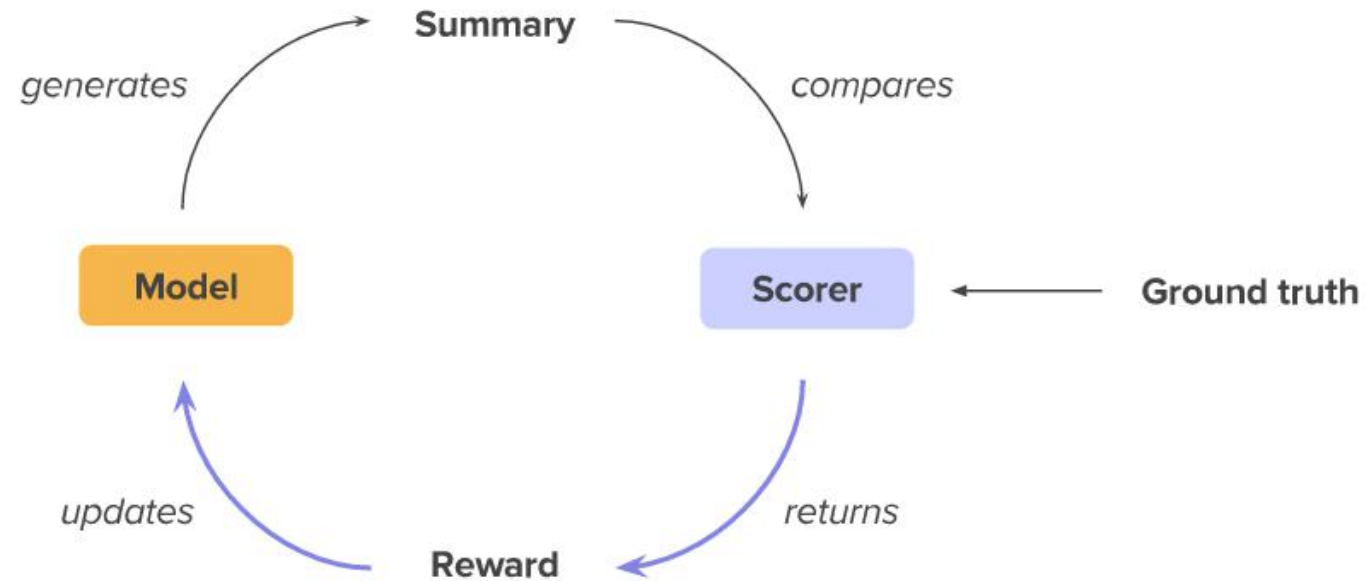 Summary
generates
compares
Model
Scorer
Ground truth
updates
returns
Reward